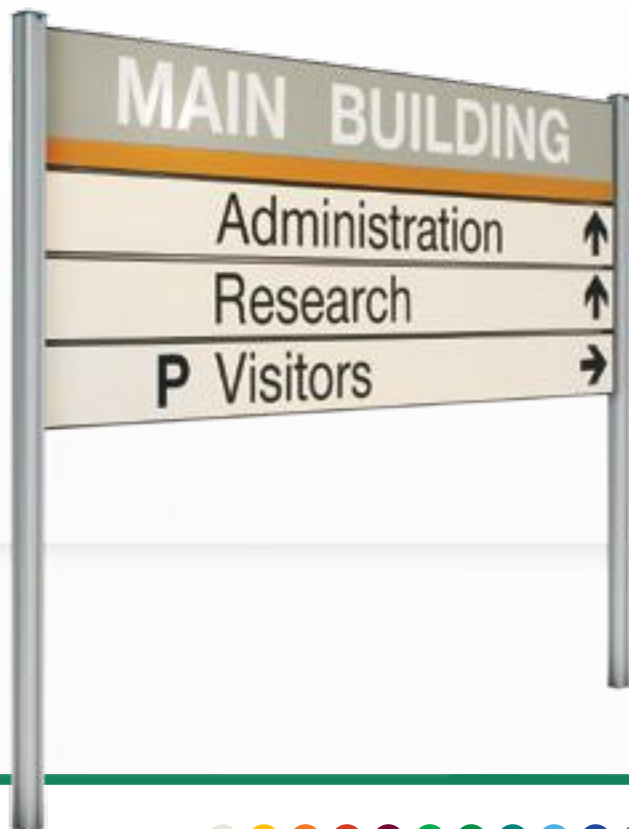 MAIN BUILDING
Administration ↑
Research ↑
P Visitors →